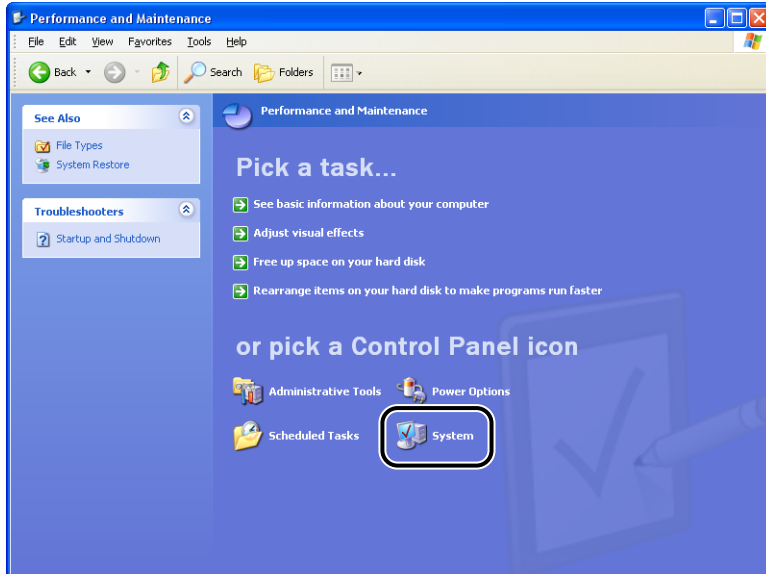 Performance and Maintenance
File Edit View Favorites Tools Help
Back Search Folders
See Also
File Types
System Restore
Troubleshooters
Startup and Shutdown
Performance and Maintenance
Pick a task...
See basic information about your computer
Adjust visual effects
Free up space on your hard disk
Rearrange items on your hard disk to make programs run faster
or pick a Control Panel icon
Administrative Tools Power Options
Scheduled Tasks System